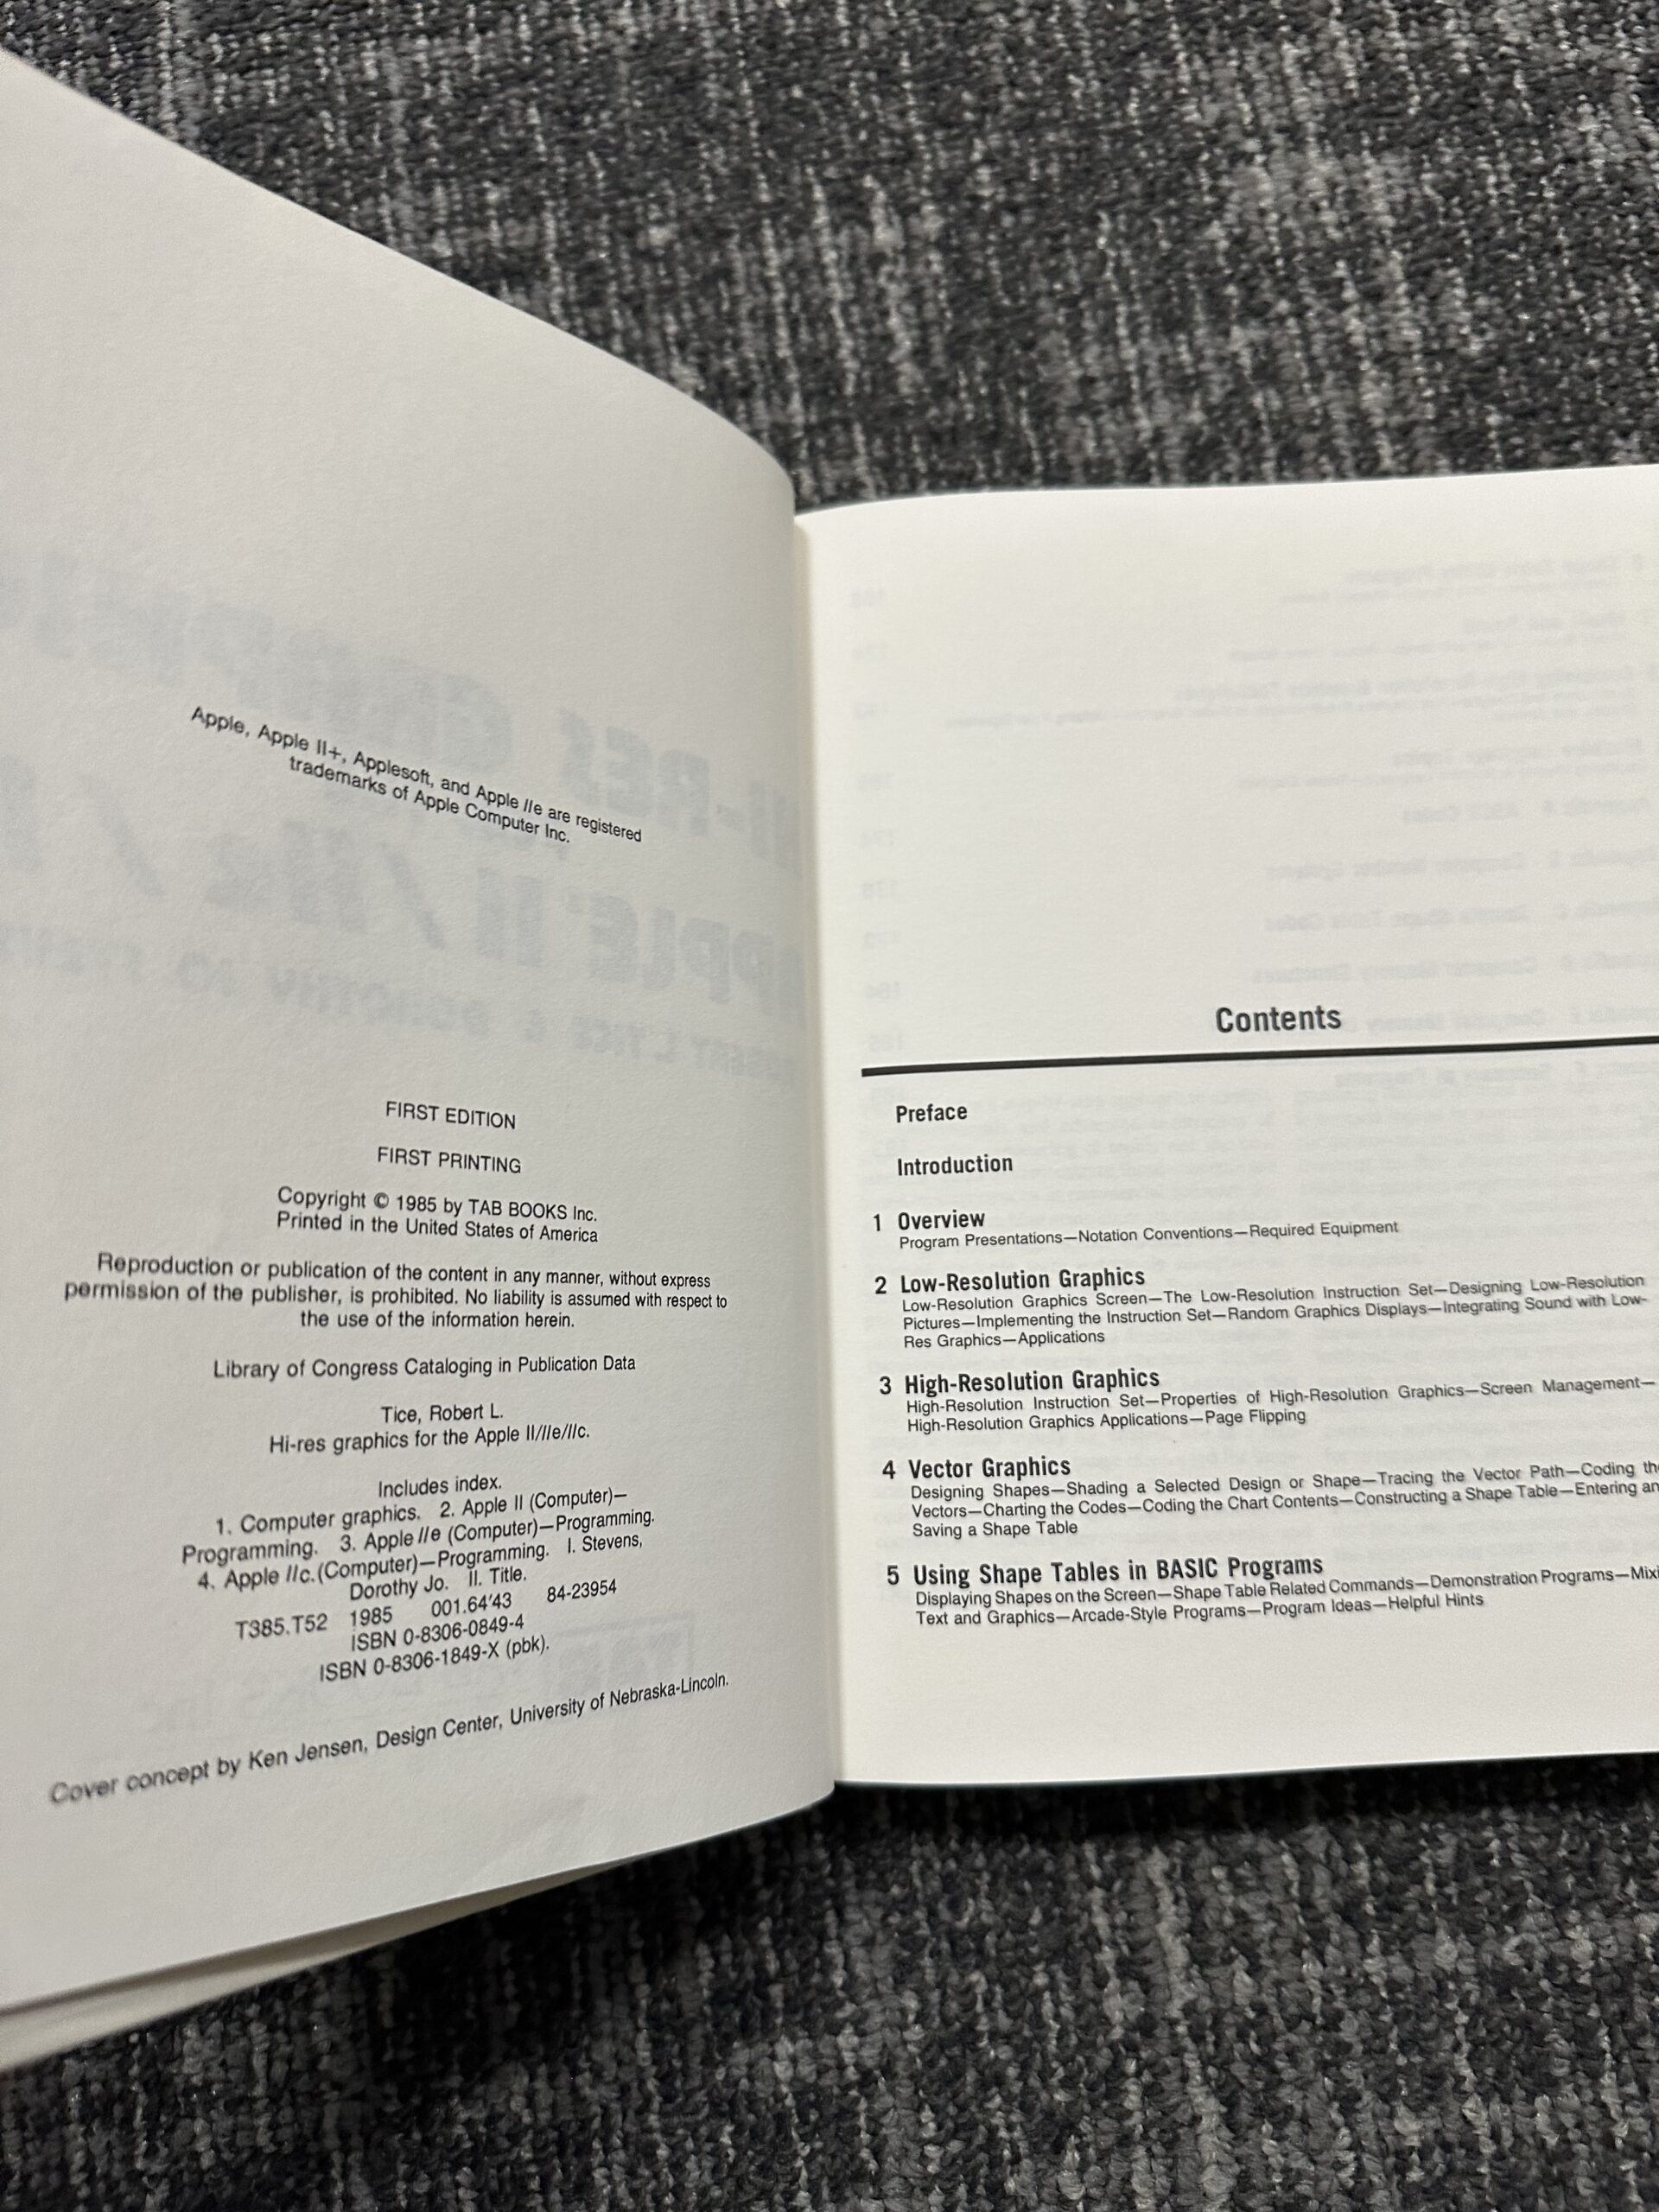 Apple, Apple II+, Applesoft, and Apple //e are registered
trademarks of Apple Computer Inc.
FIRST EDITION
FIRST PRINTING
Copyright © 1985 by TAB BOOKS Inc.
Printed in the United States of America
Reproduction or publication of the content in any manner, without express
permission of the publisher, is prohibited. No liability is assumed with respect to
the use of the information herein.
Library of Congress Cataloging in Publication Data
Tice, Robert L.
Hi-res graphics for the Apple II/IIe/IIc.
Includes index.
1. Computer graphics. 2. Apple II (Computer)—
Programming. 3. Apple IIe (Computer)—Programming.
4. Apple IIc.(Computer)—Programming. I. Stevens,
Dorothy Jo. II. Title.
T385.T52 1985 001.64'43 84-23954
ISBN 0-8306-0849-4
ISBN 0-8306-1849-X (pbk).
Cover concept by Ken Jensen, Design Center, University of Nebraska-Lincoln.
Contents
Preface
Introduction
1 Overview
Program Presentations—Notation Conventions—Required Equipment
2 Low-Resolution Graphics
Low-Resolution Graphics Screen—The Low-Resolution Instruction Set—Designing Low-Resolution
Pictures—Implementing the Instruction Set—Random Graphics Displays—Integrating Sound with Low-
Res Graphics—Applications
3 High-Resolution Graphics
High-Resolution Instruction Set—Properties of High-Resolution Graphics—Screen Management—
High-Resolution Graphics Applications—Page Flipping
4 Vector Graphics
Designing Shapes—Shading a Selected Design or Shape—Tracing the Vector Path—Coding th
Vectors—Charting the Codes—Coding the Chart Contents—Constructing a Shape Table—Entering an
Saving a Shape Table
5 Using Shape Tables in BASIC Programs
Displaying Shapes on the Screen—Shape Table Related Commands—Demonstration Programs—Mixi
Text and Graphics—Arcade-Style Programs—Program Ideas—Helpful Hints